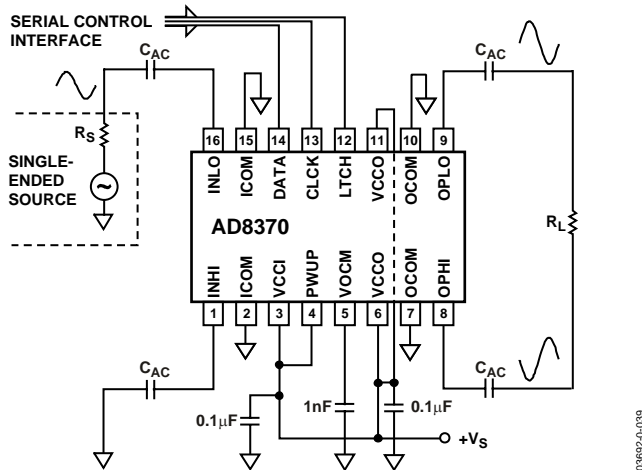 SERIAL CONTROL
INTERFACE
CAC
CAC
RS
16 15 14 13 12 11 10 9
INLO ICOM DATA CLCK LTCH VCCO OCOM OPLO
SINGLE-
ENDED
SOURCE
~
AD8370
RL
INHI ICOM VCCI PWUP VOCM VCCO OCOM OPHI
1 2 3 4 5 6 7 8
CAC
CAC
0.1µF
1nF
0.1µF
+VS
03692-0-039